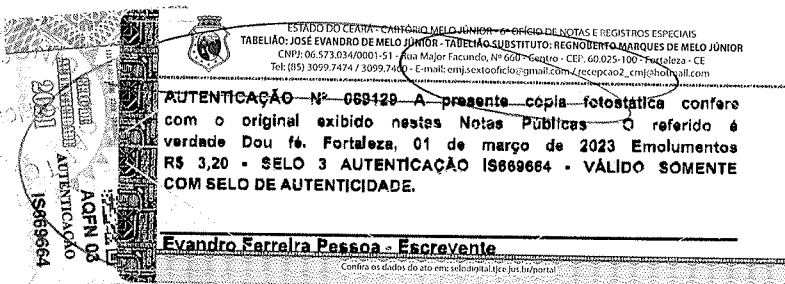 ESTADO DO CEARÁ - CARTÓRIO MELO JÚNIOR - 6º OFÍCIO DE NOTAS E REGISTROS ESPECIAIS
TABELIÃO: JOSÉ EVANDRO DE MELO JÚNIOR - TABELIÃO SUBSTITUTO: REGNOBERTO MARQUES DE MELO JÚNIOR
CNPJ: 06.573.034/0001-51 - Rua Major Facundo, Nº 660 - Centro - CEP. 60.025-100 - Fortaleza - CE
Tel: (85) 3099.7474 / 3099.7460 - E-mail: emj.sextooficio@gmail.com / recepcao2_cmj@hotmail.com
AUTENTICAÇÃO Nº 069129 A presente cópia fotostática confere
com o original exibido nestas Notas Públicas O referido é
verdade Dou fé. Fortaleza, 01 de março de 2023 Emolumentos
R$ 3,20 - SELO 3 AUTENTICAÇÃO IS669664 - VÁLIDO SOMENTE
COM SELO DE AUTENTICIDADE.
Evandro Ferreira Pessoa - Escrevente
Confira os dados do ato em: selodigital.tjce.jus.br/portal
2021
AUTENTICAÇÃO
AQFN 03
IS669664